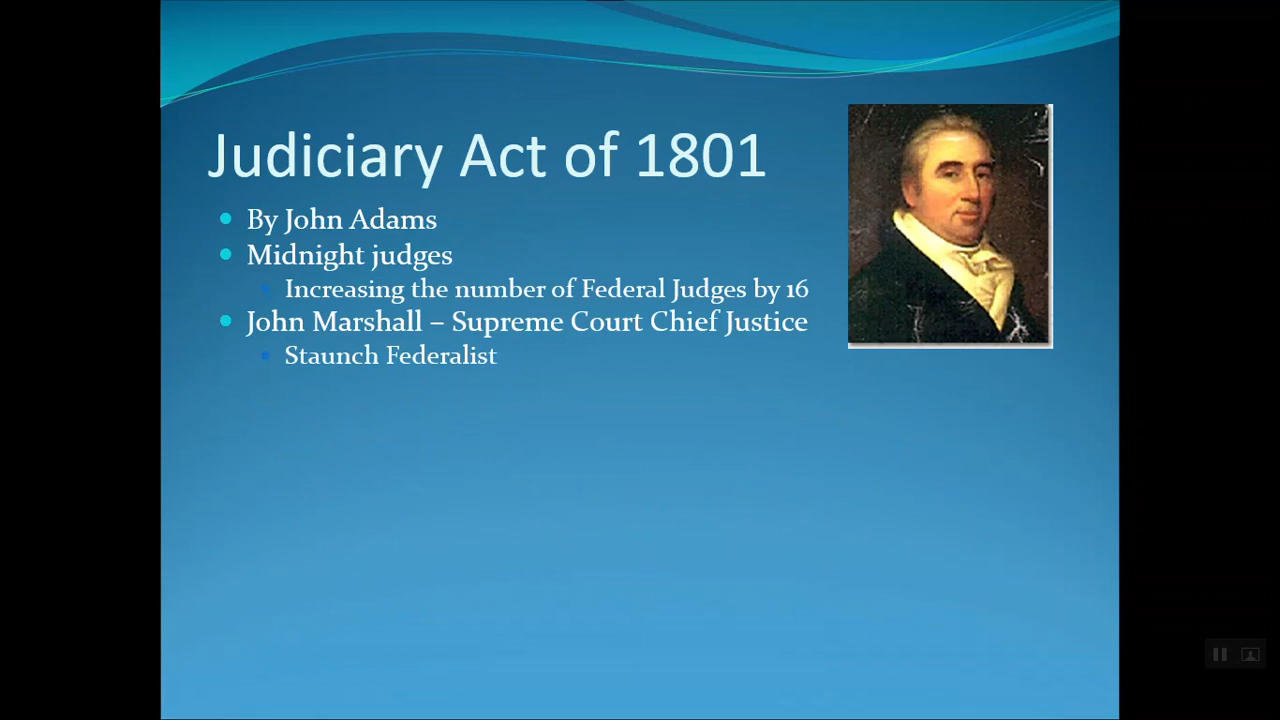 Judiciary Act of 1801
By John Adams
Midnight judges
Increasing the number of Federal Judges by 16
John Marshall – Supreme Court Chief Justice
Staunch Federalist